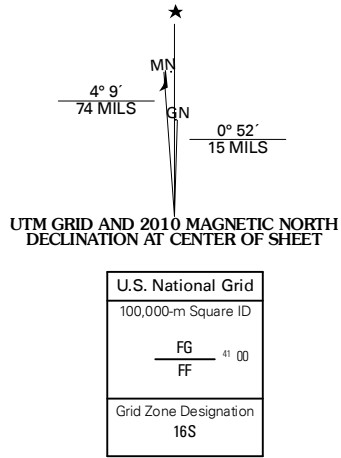 ★
MN
4° 9´
74 MILS
GN
0° 52´
15 MILS
UTM GRID AND 2010 MAGNETIC NORTH
DECLINATION AT CENTER OF SHEET
U.S. National Grid
100,000-m Square ID
FG
41 00
FF
Grid Zone Designation
16S